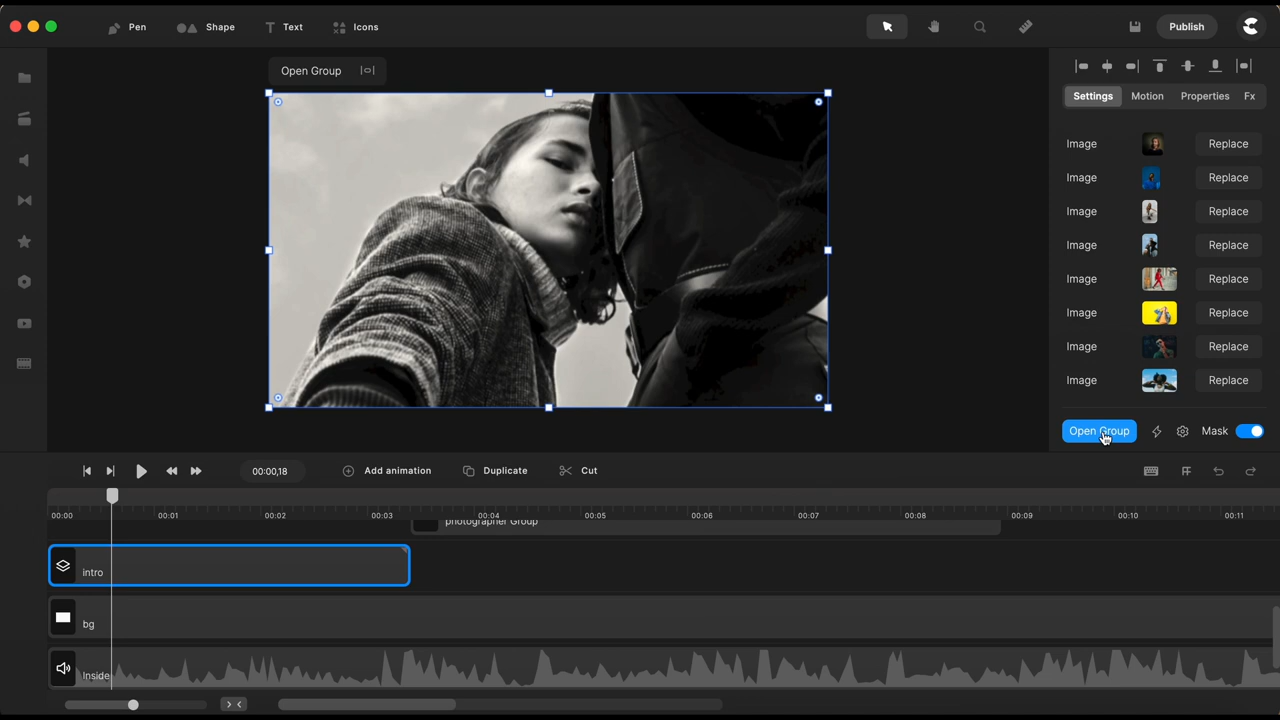 Pen Shape Text Icons Publish
Open Group
Settings Motion Properties Fx
Image Replace
Image Replace
Image Replace
Image Replace
Image Replace
Image Replace
Image Replace
Image Replace
Open Group Mask
00:00,18 Add animation Duplicate Cut
00:00 00:01 00:02 00:03 00:04 00:05 00:06 00:07 00:08 00:09 00:10 00:11
photographer Group
intro
bg
Inside